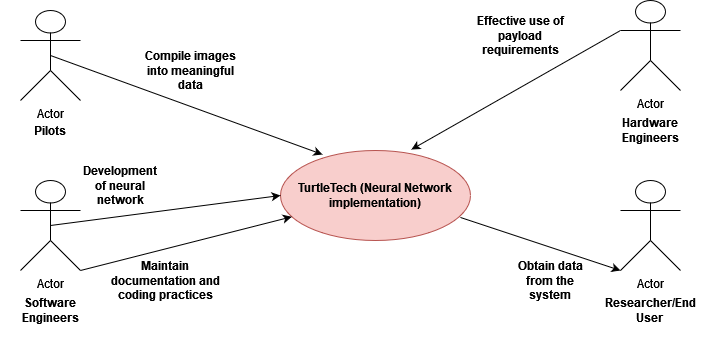 Effective use of
payload
requirements
Compile images
into meaningful
data
Actor
Pilots
Actor
Hardware
Engineers
Development
of neural
network
TurtleTech (Neural Network
implementation)
Maintain
documentation and
coding practices
Obtain data
from the
system
Actor
Software
Engineers
Actor
Researcher/End
User